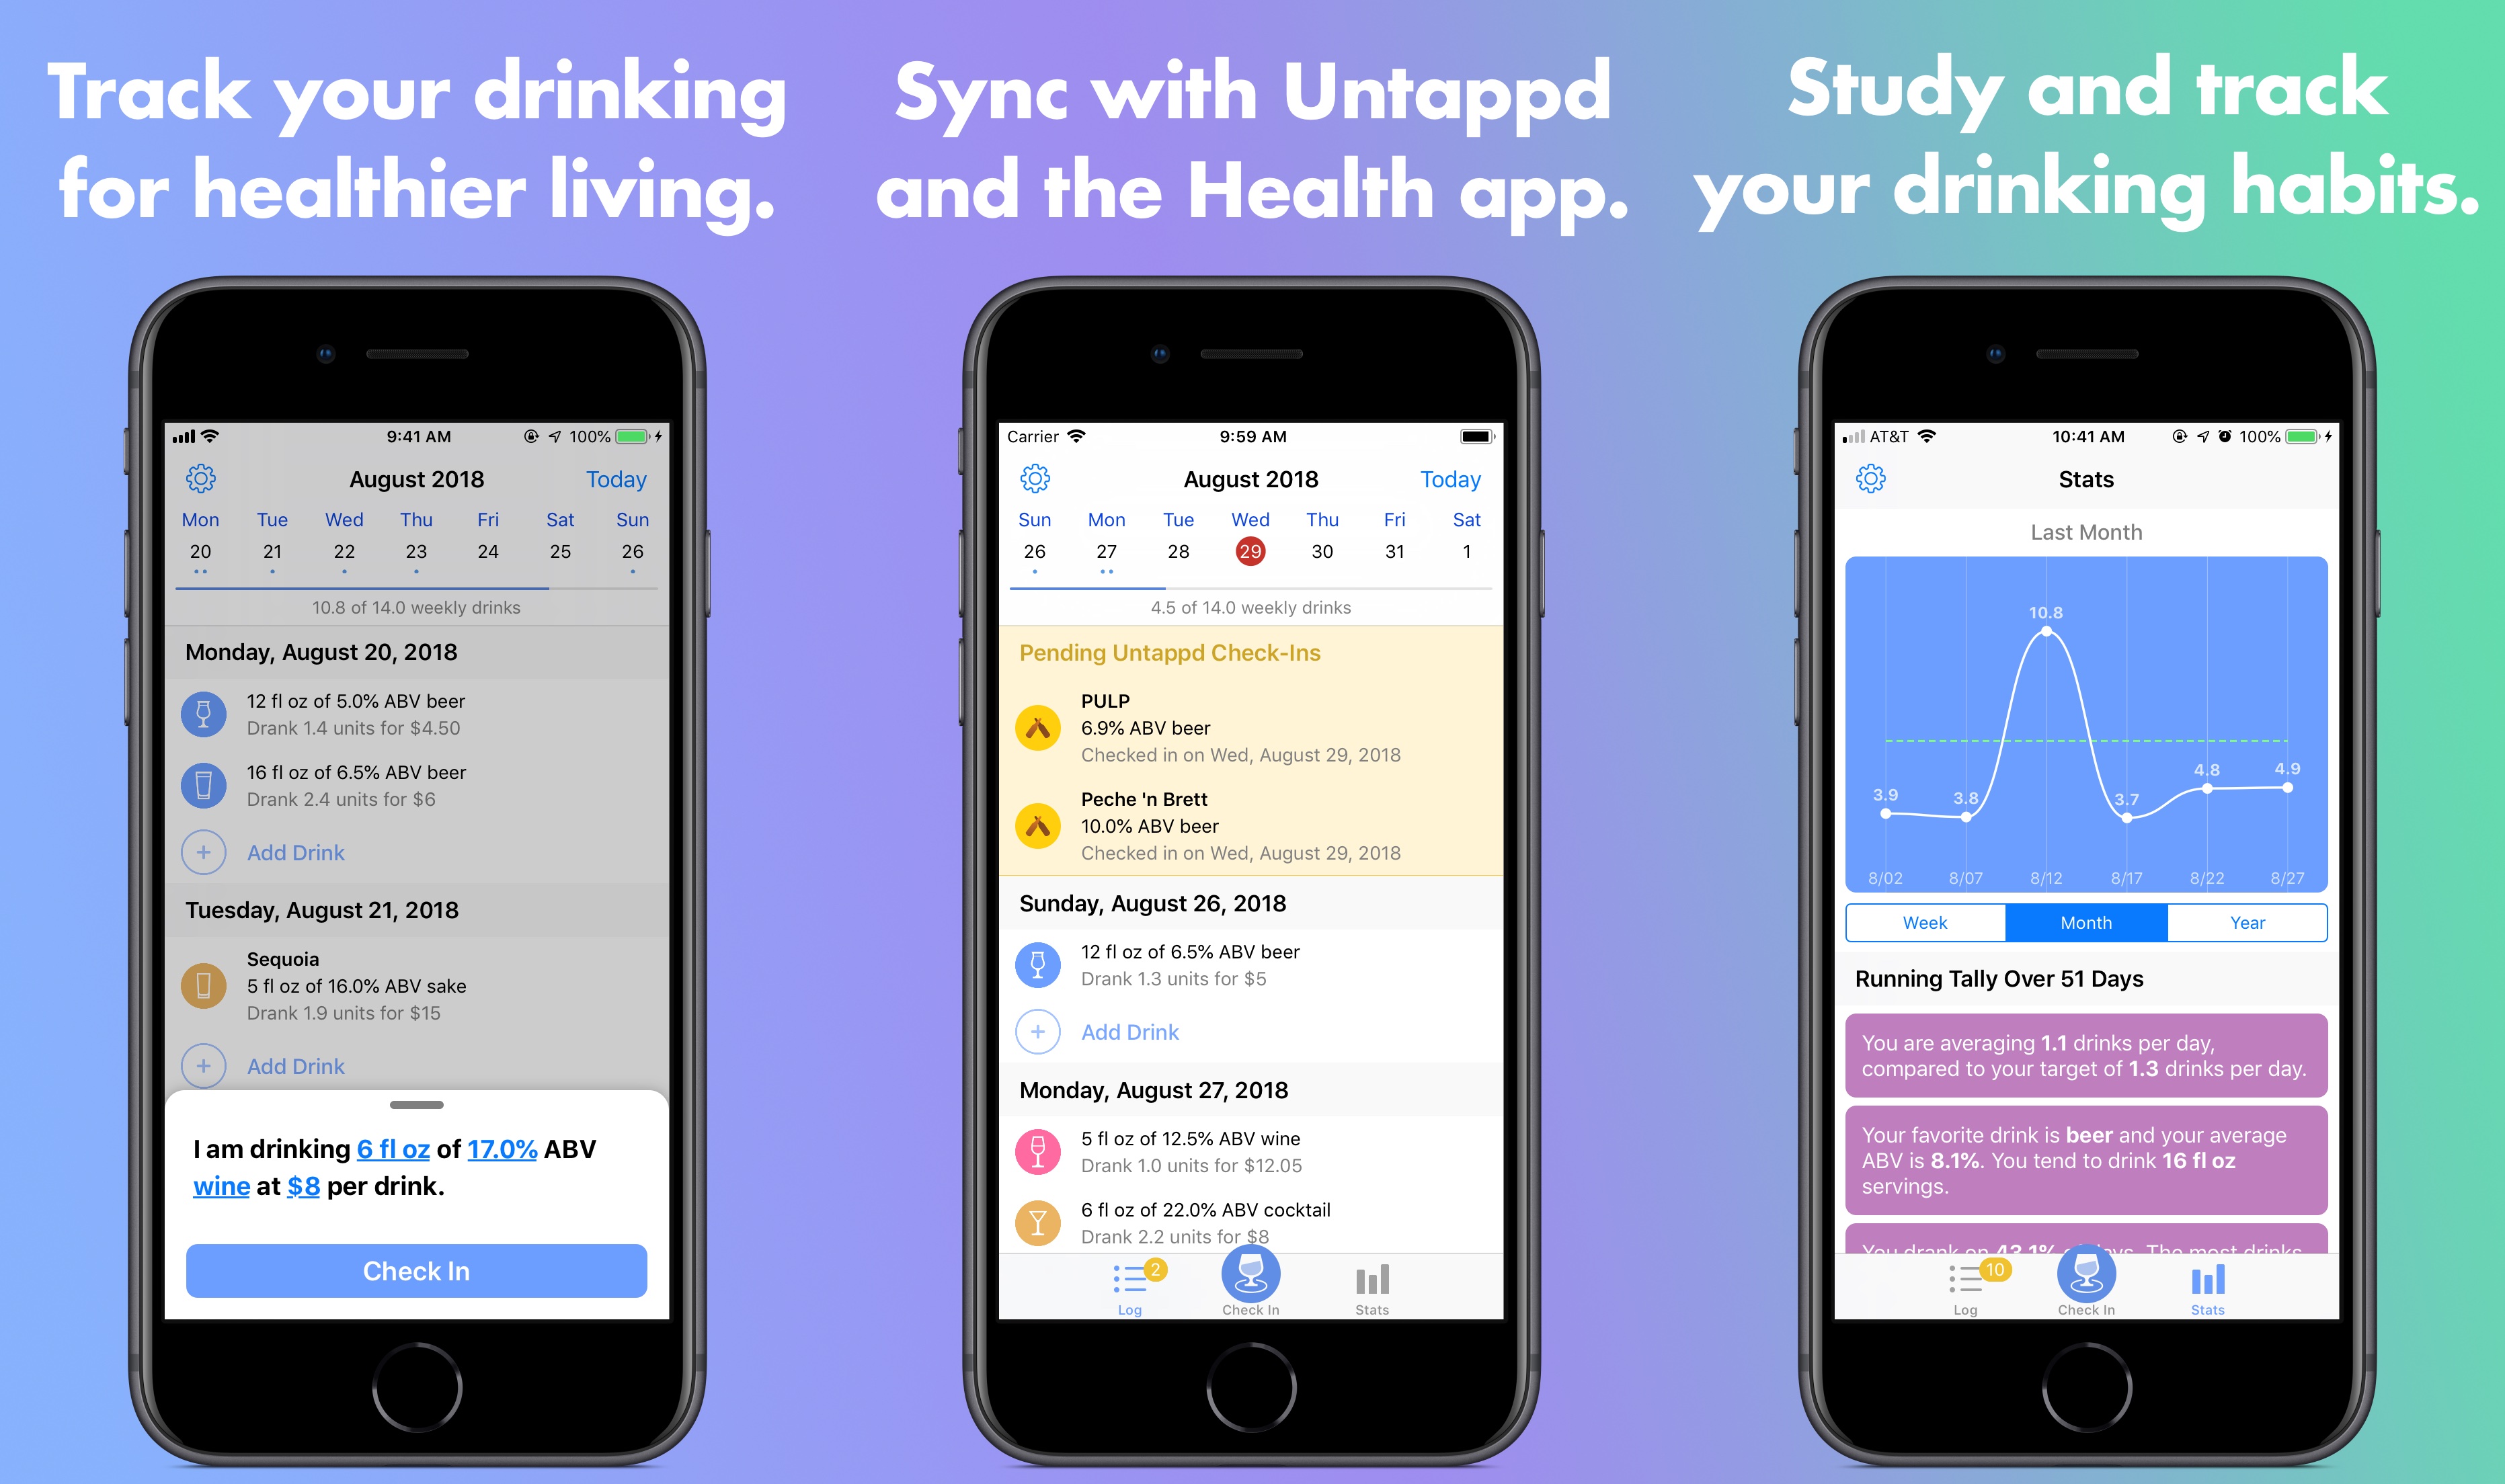 Track your drinking
for healthier living.
9:41 AM
100%
August 2018
Today
Mon Tue Wed Thu Fri Sat Sun
20 21 22 23 24 25 26
10.8 of 14.0 weekly drinks
Monday, August 20, 2018
12 fl oz of 5.0% ABV beer
Drank 1.4 units for $4.50
16 fl oz of 6.5% ABV beer
Drank 2.4 units for $6
Add Drink
Tuesday, August 21, 2018
Sequoia
5 fl oz of 16.0% ABV sake
Drank 1.9 units for $15
Add Drink
I am drinking 6 fl oz of 17.0% ABV
wine at $8 per drink.
Check In
Sync with Untappd
and the Health app.
Carrier
9:59 AM
August 2018
Today
Sun Mon Tue Wed Thu Fri Sat
26 27 28 29 30 31 1
4.5 of 14.0 weekly drinks
Pending Untappd Check-Ins
PULP
6.9% ABV beer
Checked in on Wed, August 29, 2018
Peche 'n Brett
10.0% ABV beer
Checked in on Wed, August 29, 2018
Sunday, August 26, 2018
12 fl oz of 6.5% ABV beer
Drank 1.3 units for $5
Add Drink
Monday, August 27, 2018
5 fl oz of 12.5% ABV wine
Drank 1.0 units for $12.05
6 fl oz of 22.0% ABV cocktail
Drank 2.2 units for $8
2
Log Check In Stats
Study and track
your drinking habits.
AT&T
10:41 AM
100%
Stats
Last Month
10.8
3.9 3.8 3.7 4.8 4.9
8/02 8/07 8/12 8/17 8/22 8/27
Week Month Year
Running Tally Over 51 Days
You are averaging 1.1 drinks per day,
compared to your target of 1.3 drinks per day.
Your favorite drink is beer and your average
ABV is 8.1%. You tend to drink 16 fl oz
servings.
You drank on 43.1% The most drinks
10
Log Check In Stats